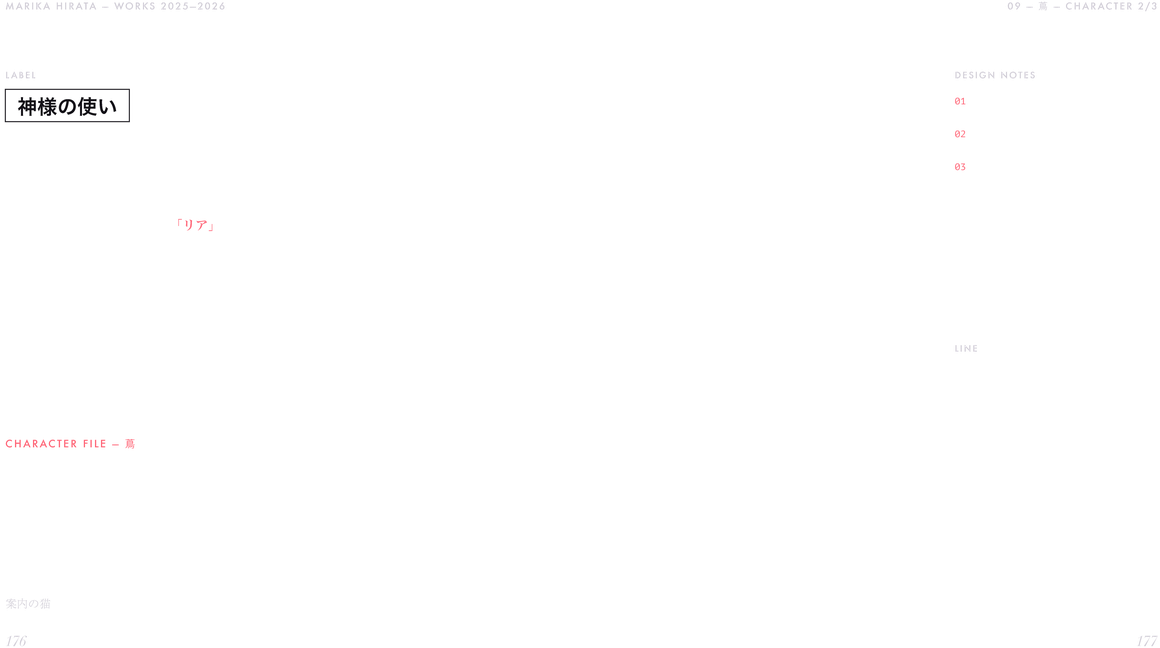 MARIKA HIRATA — WORKS 2025—2026
09 — 蔦 — CHARACTER 2/3
LABEL
神様の使い
「リア」
CHARACTER FILE — 蔦
案内の猫
176
DESIGN NOTES
01
02
03
LINE
177